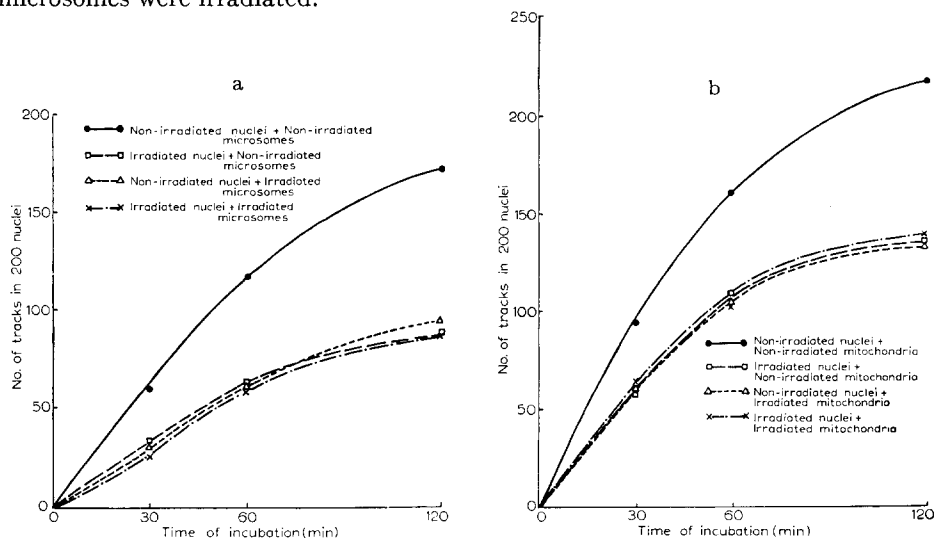 microsomes were irradiated.
a
200
150
100
50
0
No. of tracks in 200 nuclei
Non-irradiated nuclei + Non-irradiated
microsomes
Irradiated nuclei + Non-irradiated
microsomes
Non-irradiated nuclei + Irradiated
microsomes
Irradiated nuclei + Irradiated
microsomes
0 30 60 120
Time of incubation (min)
b
250
200
150
100
50
0
No. of tracks in 200 nuclei
Non-irradiated nuclei +
Non-irradiated mitochondria
Irradiated nuclei +
Non-irradiated mitochondria
Non-irradiated nuclei +
Irradiated mitochondria
Irradiated nuclei +
Irradiated mitochondria
0 30 60 120
Time of incubation (min)